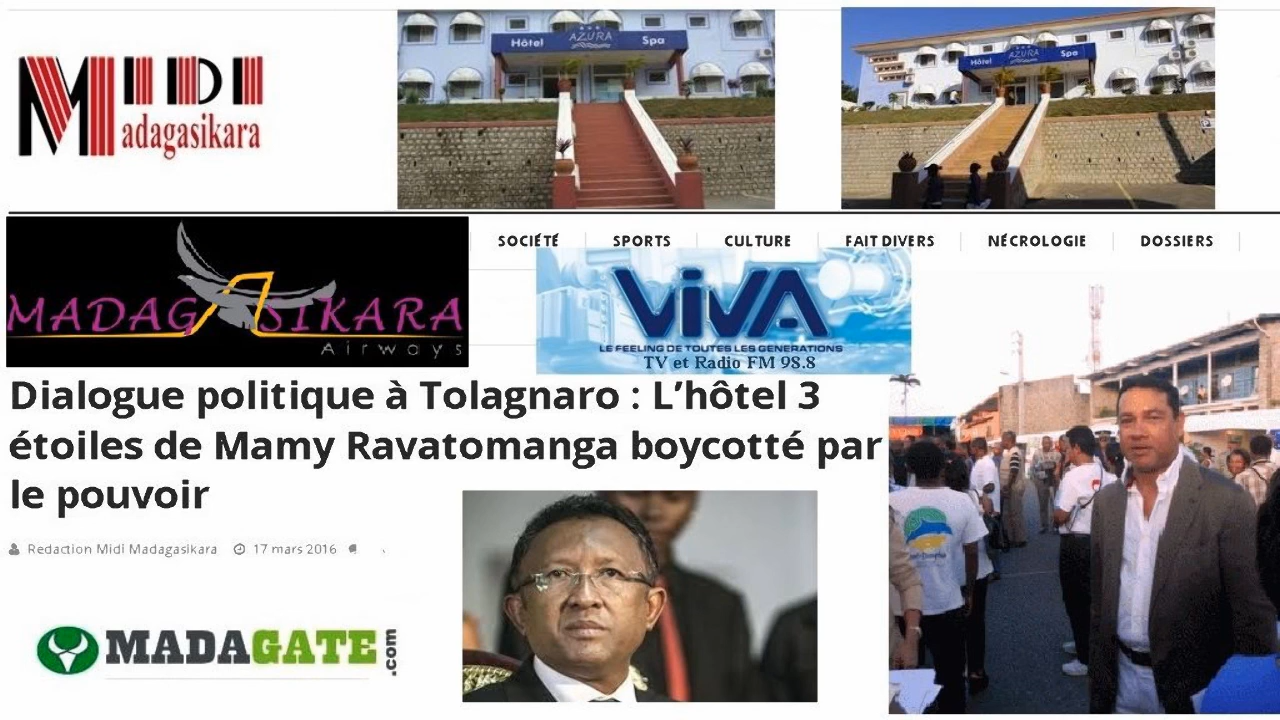 MIDI
Madagasikara
Hôtel AZURA Spa
Hôtel AZURA Spa
SOCIÉTÉ SPORTS CULTURE FAIT DIVERS NÉCROLOGIE DOSSIERS
MADAGASIKARA
Airways
VIVA
LE FEELING DE TOUTES LES GENERATIONS
TV et Radio FM 98.8
Dialogue politique à Tolagnaro : L’hôtel 3
étoiles de Mamy Ravatomanga boycotté par
le pouvoir
Redaction Midi Madagasikara 17 mars 2016
MADAGATE.com